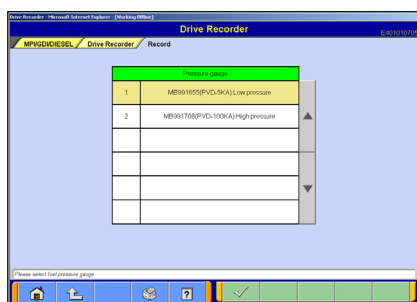 Drive Recorder - Microsoft Internet Explorer - [Working Offline]
Drive Recorder
E401010705
MPI/GDI/DIESEL
Drive Recorder
Record
Pressure gauge
1 MB991655(PVD-5KA):Low pressure
2 MB991708(PVD-100KA):High pressure
Please select fuel pressure gauge.
?